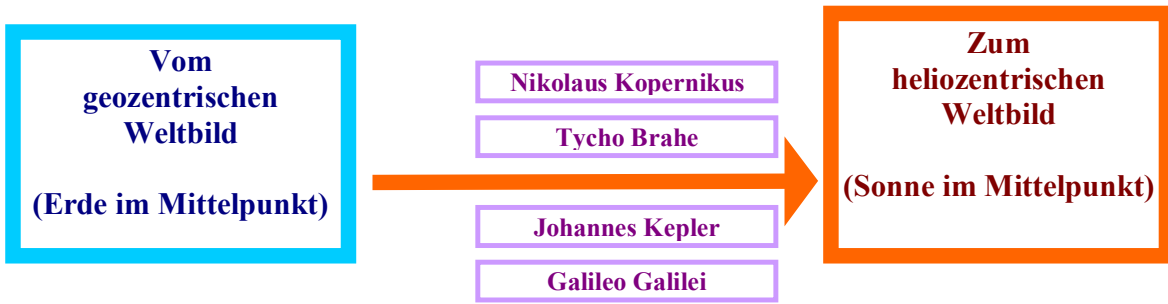 Vom
geozentrischen
Weltbild
(Erde im Mittelpunkt)
Nikolaus Kopernikus
Tycho Brahe
Johannes Kepler
Galileo Galilei
Zum
heliozentrischen
Weltbild
(Sonne im Mittelpunkt)